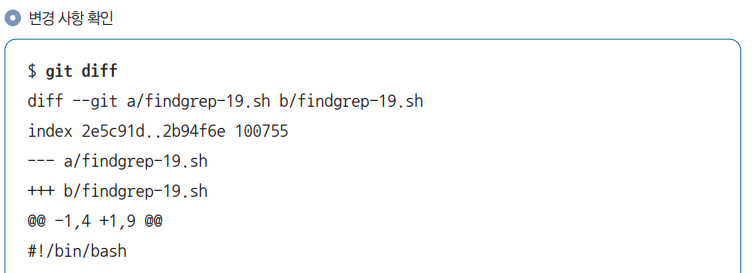 변경 사항 확인
$ git diff
diff --git a/findgrep-19.sh b/findgrep-19.sh
index 2e5c91d..2b94f6e 100755
--- a/findgrep-19.sh
+++ b/findgrep-19.sh
@@ -1,4 +1,9 @@
#!/bin/bash